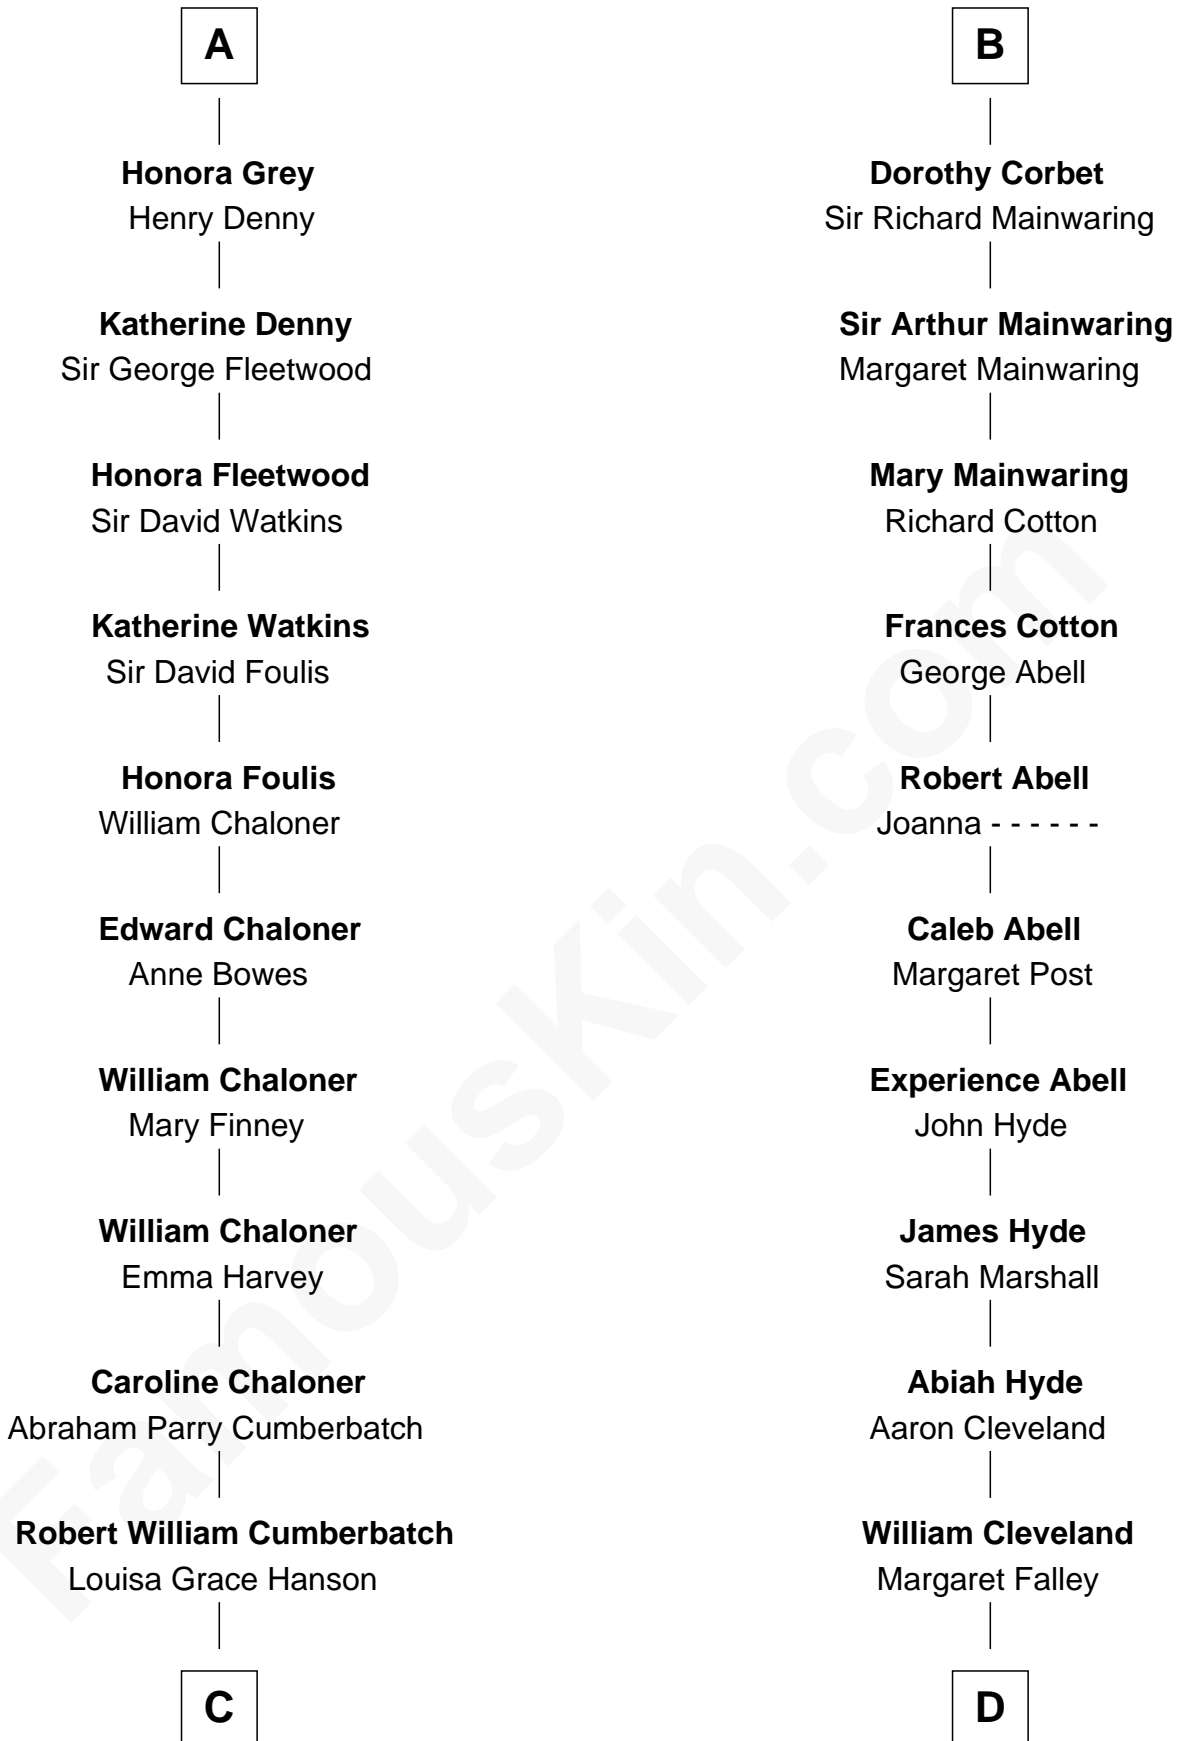 A
Honora Grey
Henry Denny
Katherine Denny
Sir George Fleetwood
Honora Fleetwood
Sir David Watkins
Katherine Watkins
Sir David Foulis
Honora Foulis
William Chaloner
Edward Chaloner
Anne Bowes
William Chaloner
Mary Finney
William Chaloner
Emma Harvey
Caroline Chaloner
Abraham Parry Cumberbatch
Robert William Cumberbatch
Louisa Grace Hanson
C
B
Dorothy Corbet
Sir Richard Mainwaring
Sir Arthur Mainwaring
Margaret Mainwaring
Mary Mainwaring
Richard Cotton
Frances Cotton
George Abell
Robert Abell
Joanna - - - - - -
Caleb Abell
Margaret Post
Experience Abell
John Hyde
James Hyde
Sarah Marshall
Abiah Hyde
Aaron Cleveland
William Cleveland
Margaret Falley
D
FamousKin.com